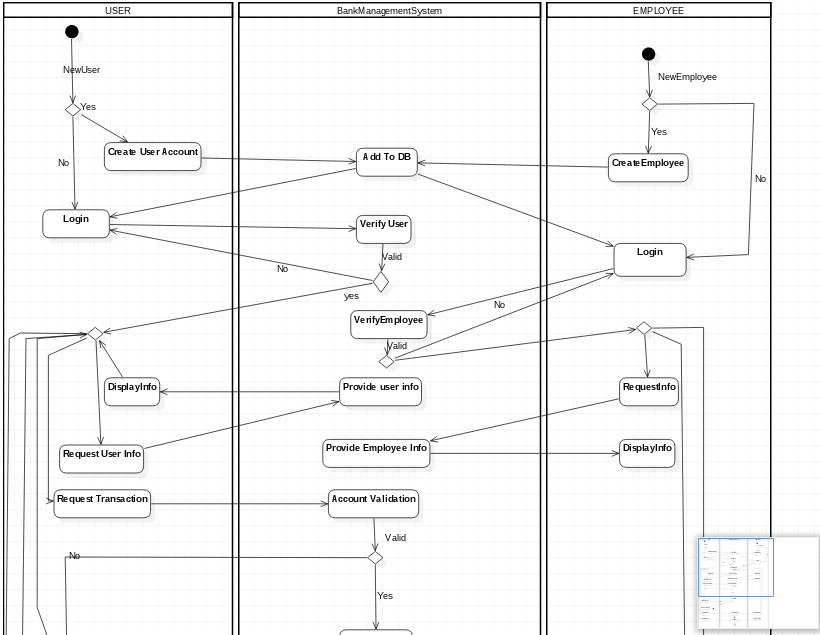 USER
BankManagementSystem
EMPLOYEE
NewUser
NewEmployee
Yes
Yes
Create User Account
Add To DB
CreateEmployee
No
No
Login
Verify User
Login
Valid
No
yes
No
VerifyEmployee
Valid
DisplayInfo
Provide user info
RequestInfo
Request User Info
Provide Employee Info
DisplayInfo
Request Transaction
Account Validation
Valid
No
Yes